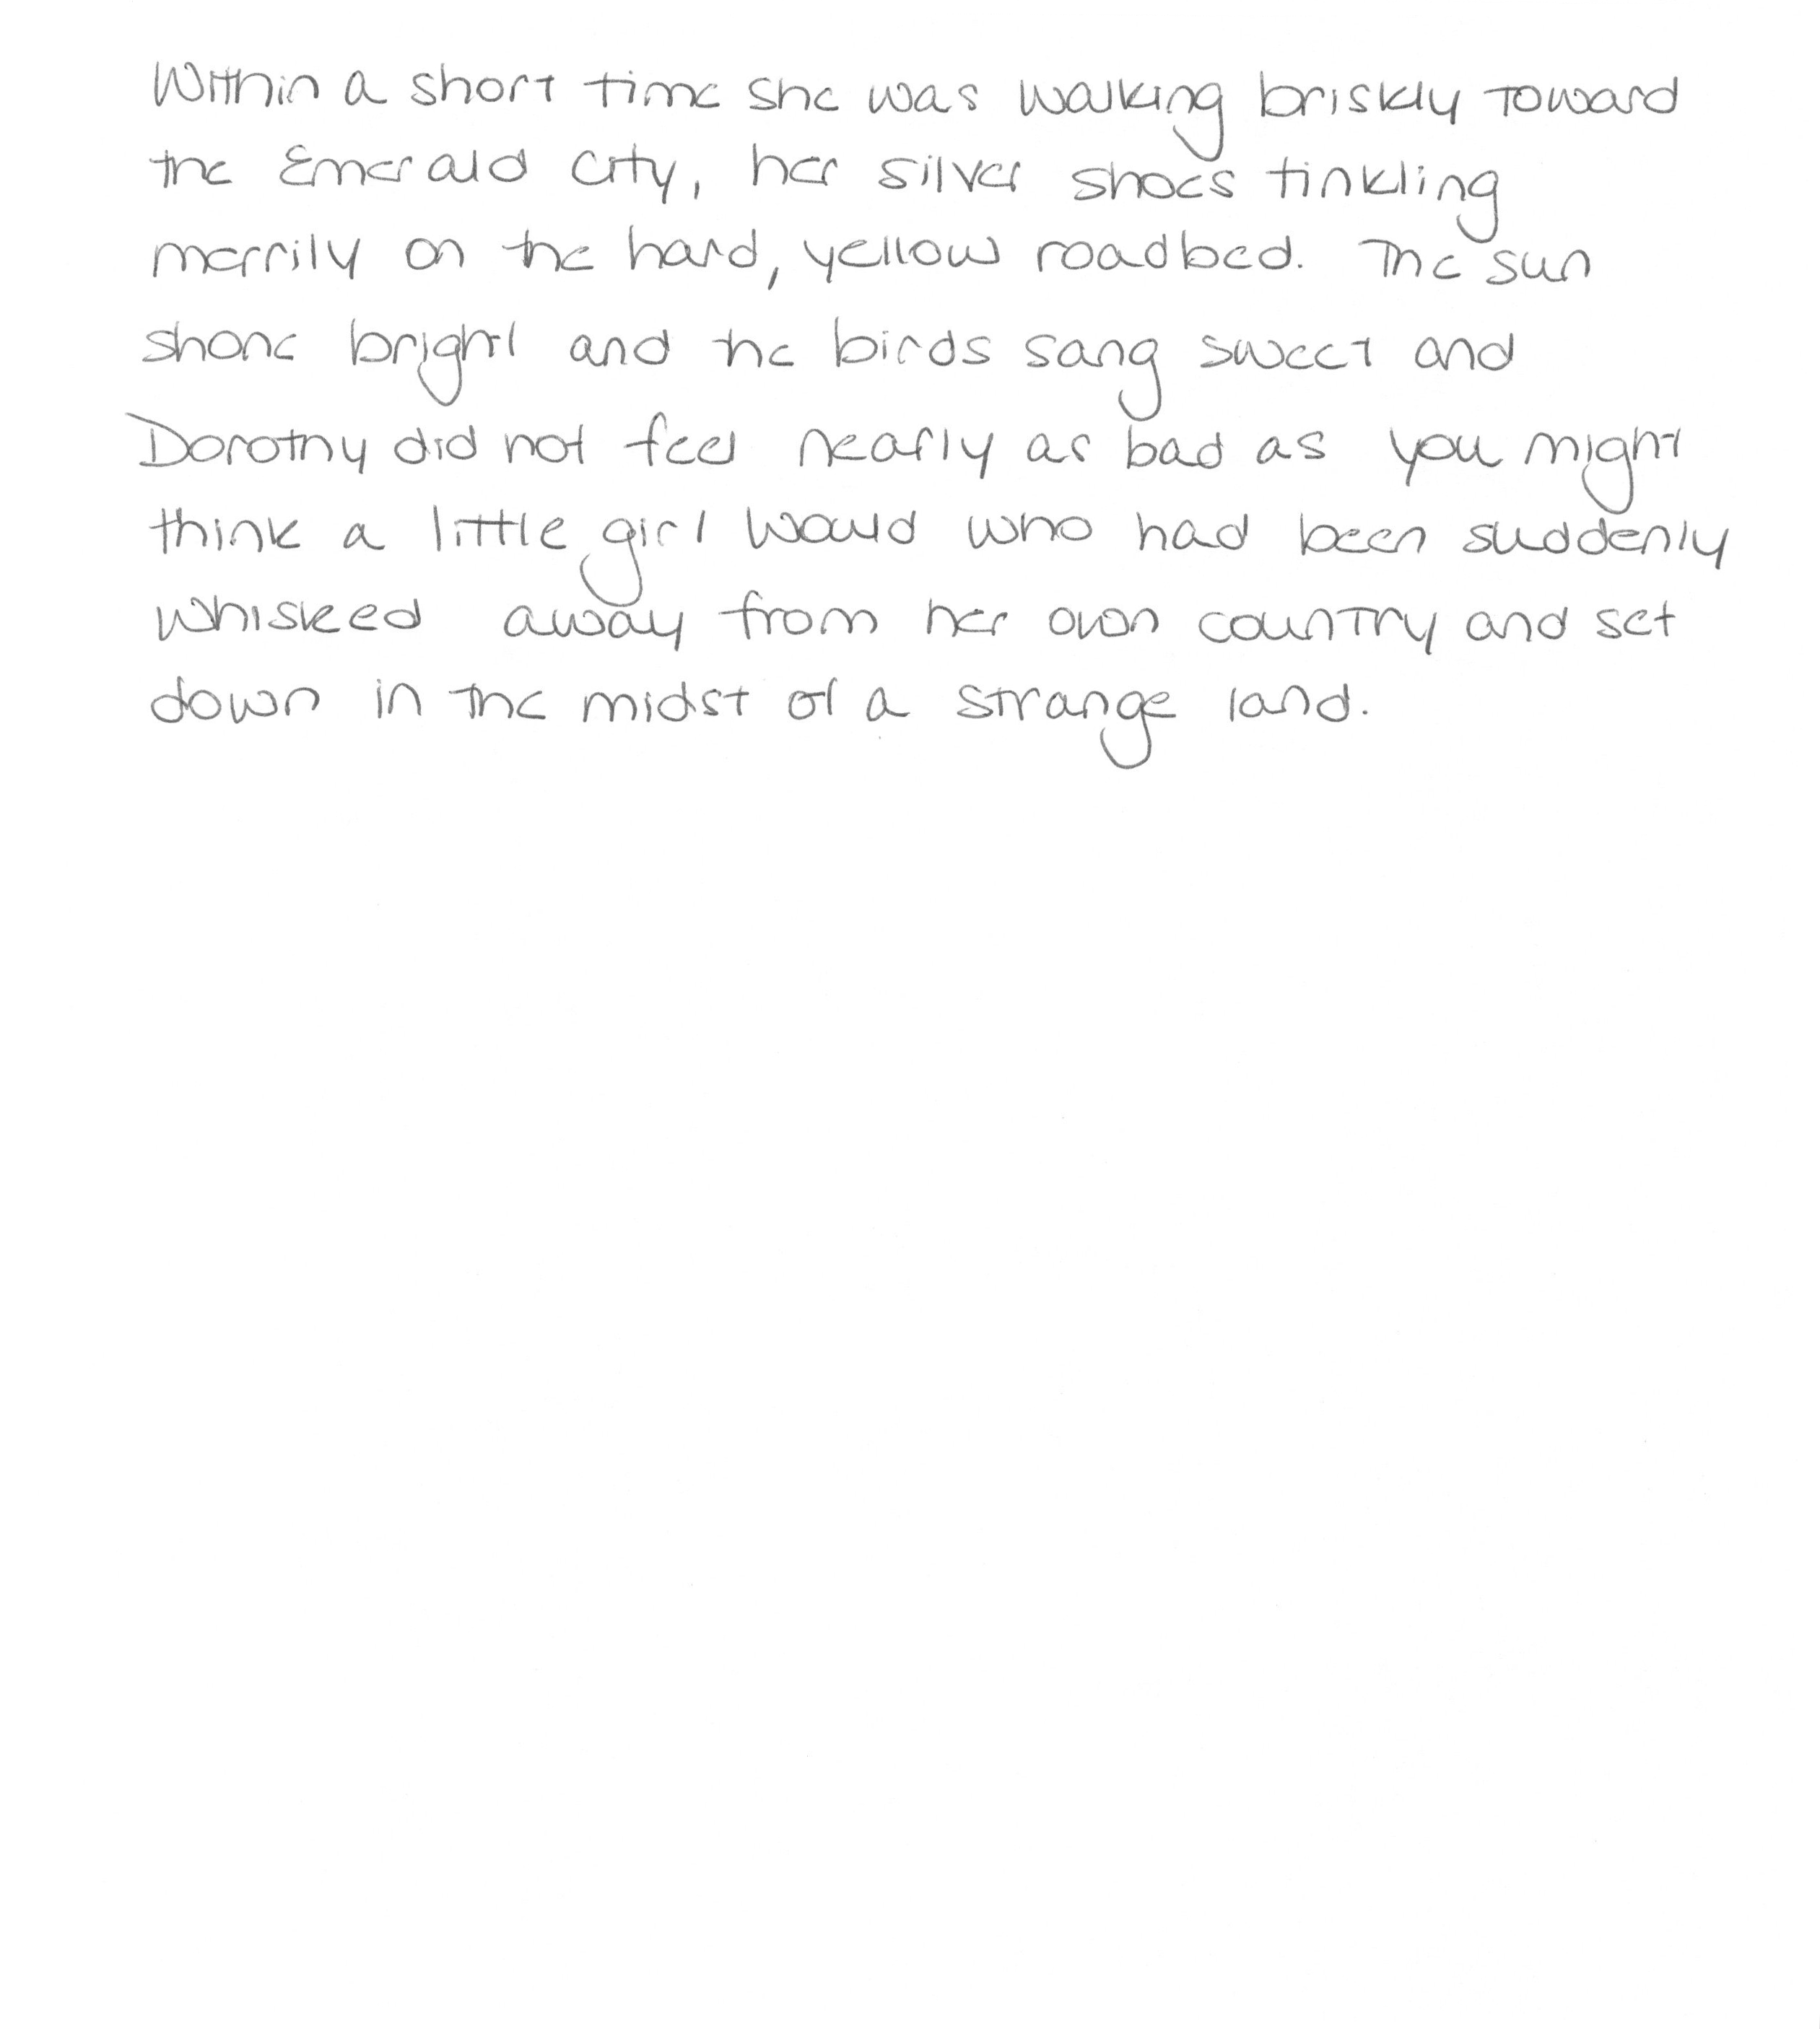 Within a short time she was walking briskly toward
the Emerald City, her silver shoes tinkling
merrily on the hard, yellow roadbed. The sun
shone bright and the birds sang sweet and
Dorothy did not feel nearly as bad as you might
think a little girl would who had been suddenly
whisked away from her own country and set
down in the midst of a strange land.